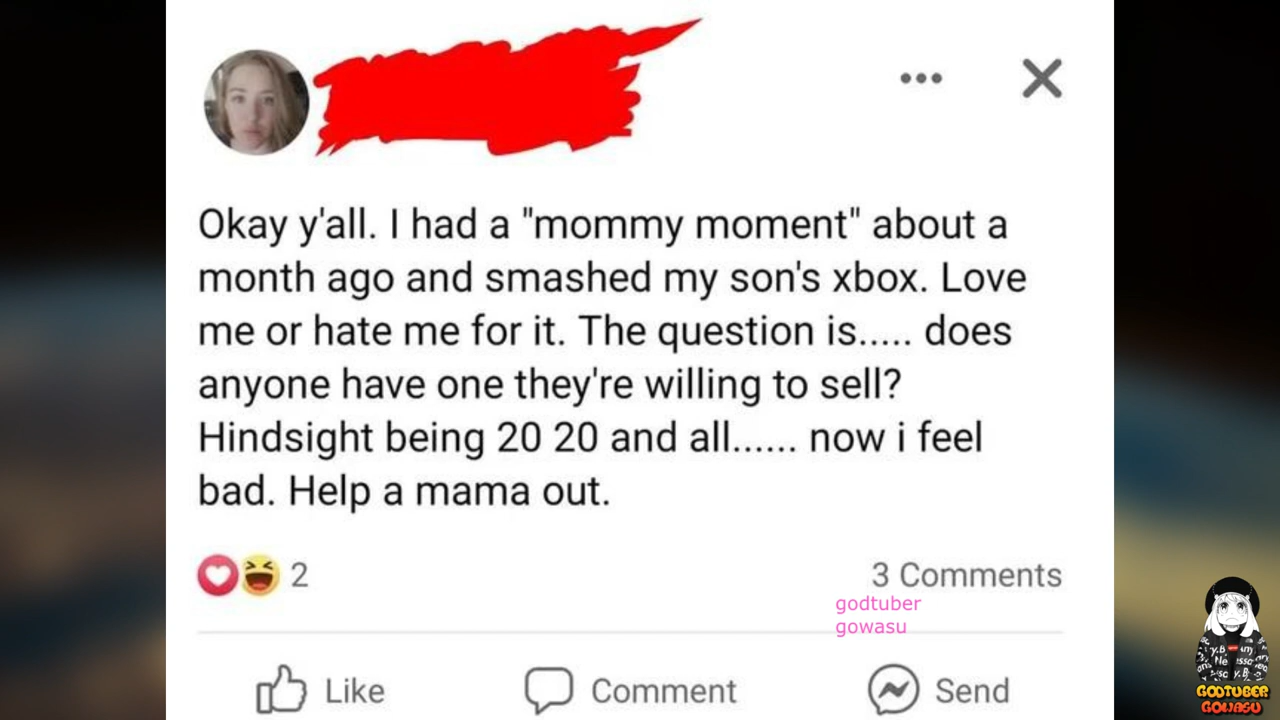 Okay y'all. I had a "mommy moment" about a
month ago and smashed my son's xbox. Love
me or hate me for it. The question is..... does
anyone have one they're willing to sell?
Hindsight being 20 20 and all...... now i feel
bad. Help a mama out.
2
3 Comments
godtuber
gowasu
Like
Comment
Send
GODTUBER
GOWASU